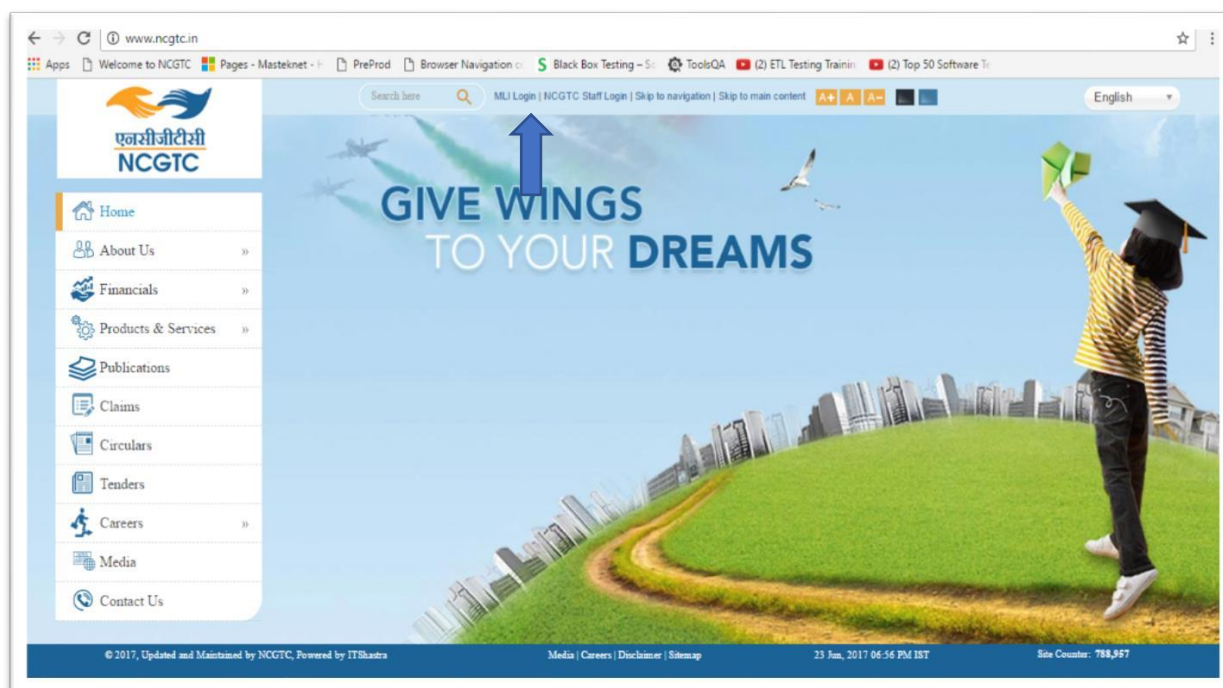 www.ncgtc.in
Apps Welcome to NCGTC Pages - Masteknet - H PreProd Browser Navigation c Black Box Testing – S ToolsQA (2) ETL Testing Trainin (2) Top 50 Software Te
Search here MLI Login | NCGTC Staff Login | Skip to navigation | Skip to main content A+ A A- English
एनसीजीटीसी
NCGTC
GIVE WINGS
TO YOUR DREAMS
Home
About Us »
Financials »
Products & Services »
Publications
Claims
Circulars
Tenders
Careers »
Media
Contact Us
© 2017, Updated and Maintained by NCGTC, Powered by ITShastra Media | Careers | Disclaimer | Sitemap 23 Jun, 2017 06:56 PM IST Site Counter: 788,957